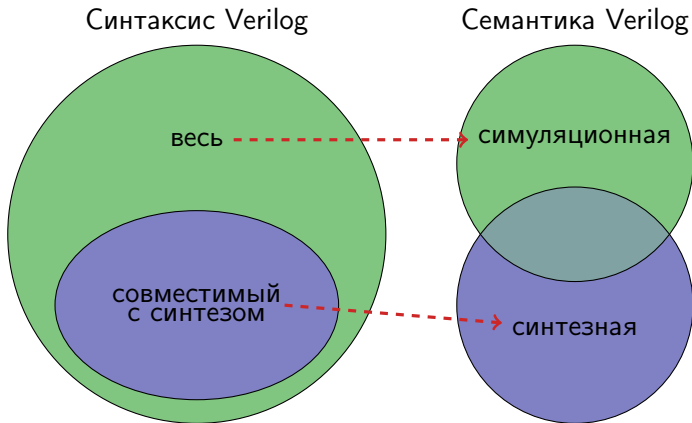 Синтаксис Verilog
Семантика Verilog
весь
симуляционная
совместимый
с синтезом
синтезная